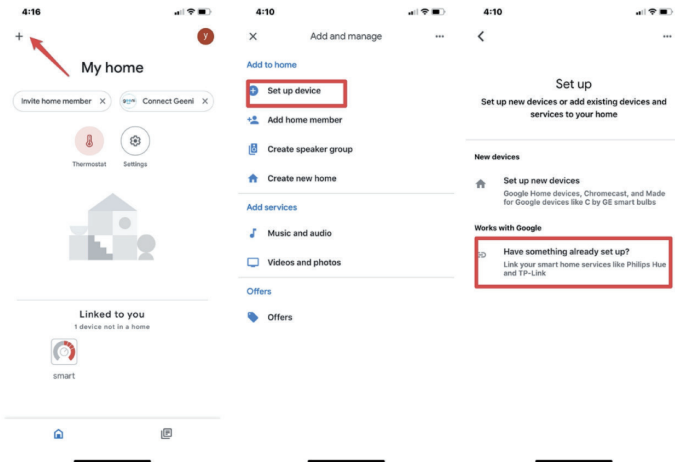 4:16
y
My home
Invite home member X
Connect Geeni X
Thermostat
Settings
Linked to you
1 device not in a home
smart
4:10
Add and manage
Add to home
Set up device
Add home member
Create speaker group
Create new home
Add services
Music and audio
Videos and photos
Offers
Offers
4:10
Set up
Set up new devices or add existing devices and
services to your home
New devices
Set up new devices
Google Home devices, Chromecast, and Made
for Google devices like C by GE smart bulbs
Works with Google
Have something already set up?
Link your smart home services like Philips Hue
and TP-Link